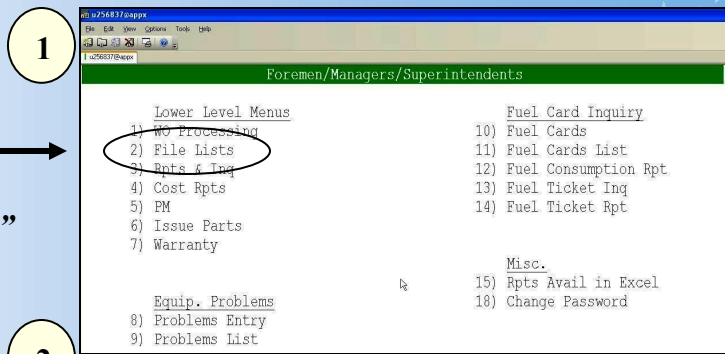 1
u256837@appx
File Edit View Options Tools Help
u256837@appx
Foremen/Managers/Superintendents
Lower Level Menus
1) WO Processing
2) File Lists
3) Rpts & Inq
4) Cost Rpts
5) PM
6) Issue Parts
7) Warranty
Equip. Problems
8) Problems Entry
9) Problems List
Fuel Card Inquiry
10) Fuel Cards
11) Fuel Cards List
12) Fuel Consumption Rpt
13) Fuel Ticket Inq
14) Fuel Ticket Rpt
Misc.
15) Rpts Avail in Excel
18) Change Password
”
2